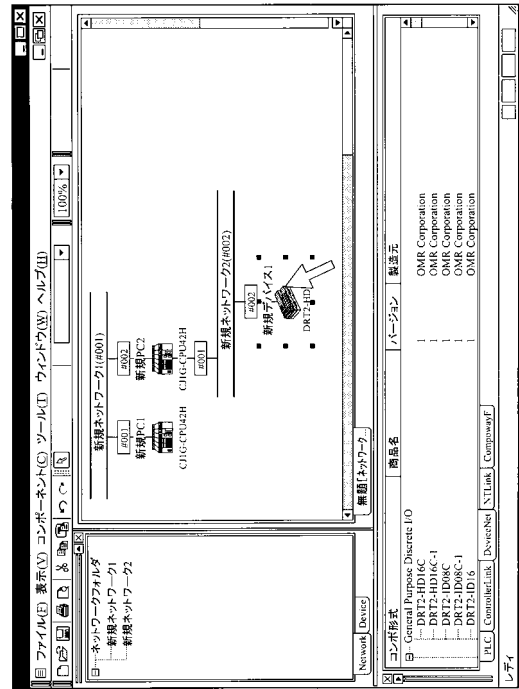 ファイル(F) 表示(V) コンポーネント(C) ツール(T) ウィンドウ(W) ヘルプ(H)
100%
ネットワークフォルダ
新規ネットワーク1
新規ネットワーク2
Network
Device
新規ネットワーク1(#001)
#001
#002
新規PC1
新規PC2
CJ1G-CPU42H
CJ1G-CPU42H
#001
新規ネットワーク2(#002)
#002
新規デバイス1
DRT2-HD
無題[ネットワーク...
コンポ形式 商品名 バージョン 製造元
General Purpose Discrete I/O
DRT2-HD16C 1 OMR Corporation
DRT2-HD16C-1 1 OMR Corporation
DRT2-ID08C 1 OMR Corporation
DRT2-ID08C-1 1 OMR Corporation
DRT2-ID16 1 OMR Corporation
PLC ControllerLink DeviceNet NTLink CompowayF
レディ